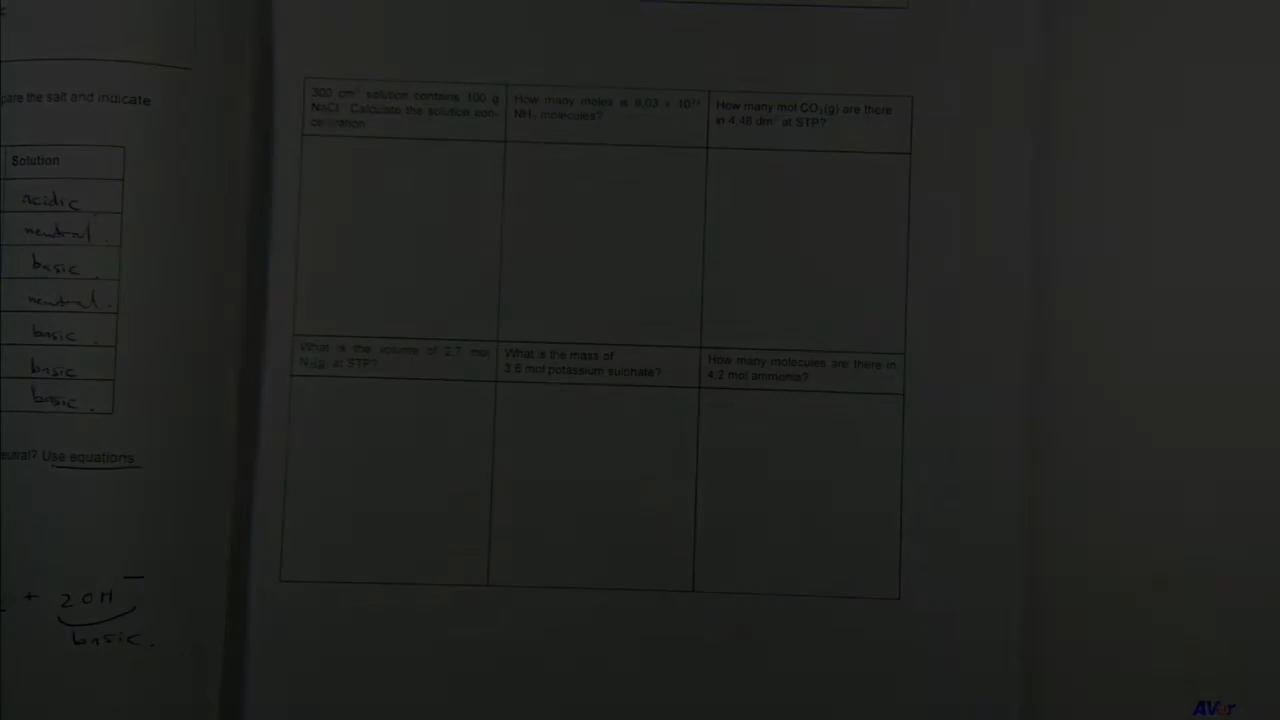 pare the salt and indicate
Solution
acidic
neutral.
basic
neutral.
basic.
basic
basic.
eutral? Use equations
+ 2OH⁻
basic.
300 cm³ solution contains 100 g
NaCl. Calculate the solution con-
centration
How many moles is 9,03 x
NH₃ molecules?
How many mol CO₂(g) are there
in 4,48 dm³ at STP?
What is the volume of 2,7 mol
at STP?
What is the mass of
3.6 mol potassium sulphate?
How many molecules are there in
4,2 mol ammonia?
AVer